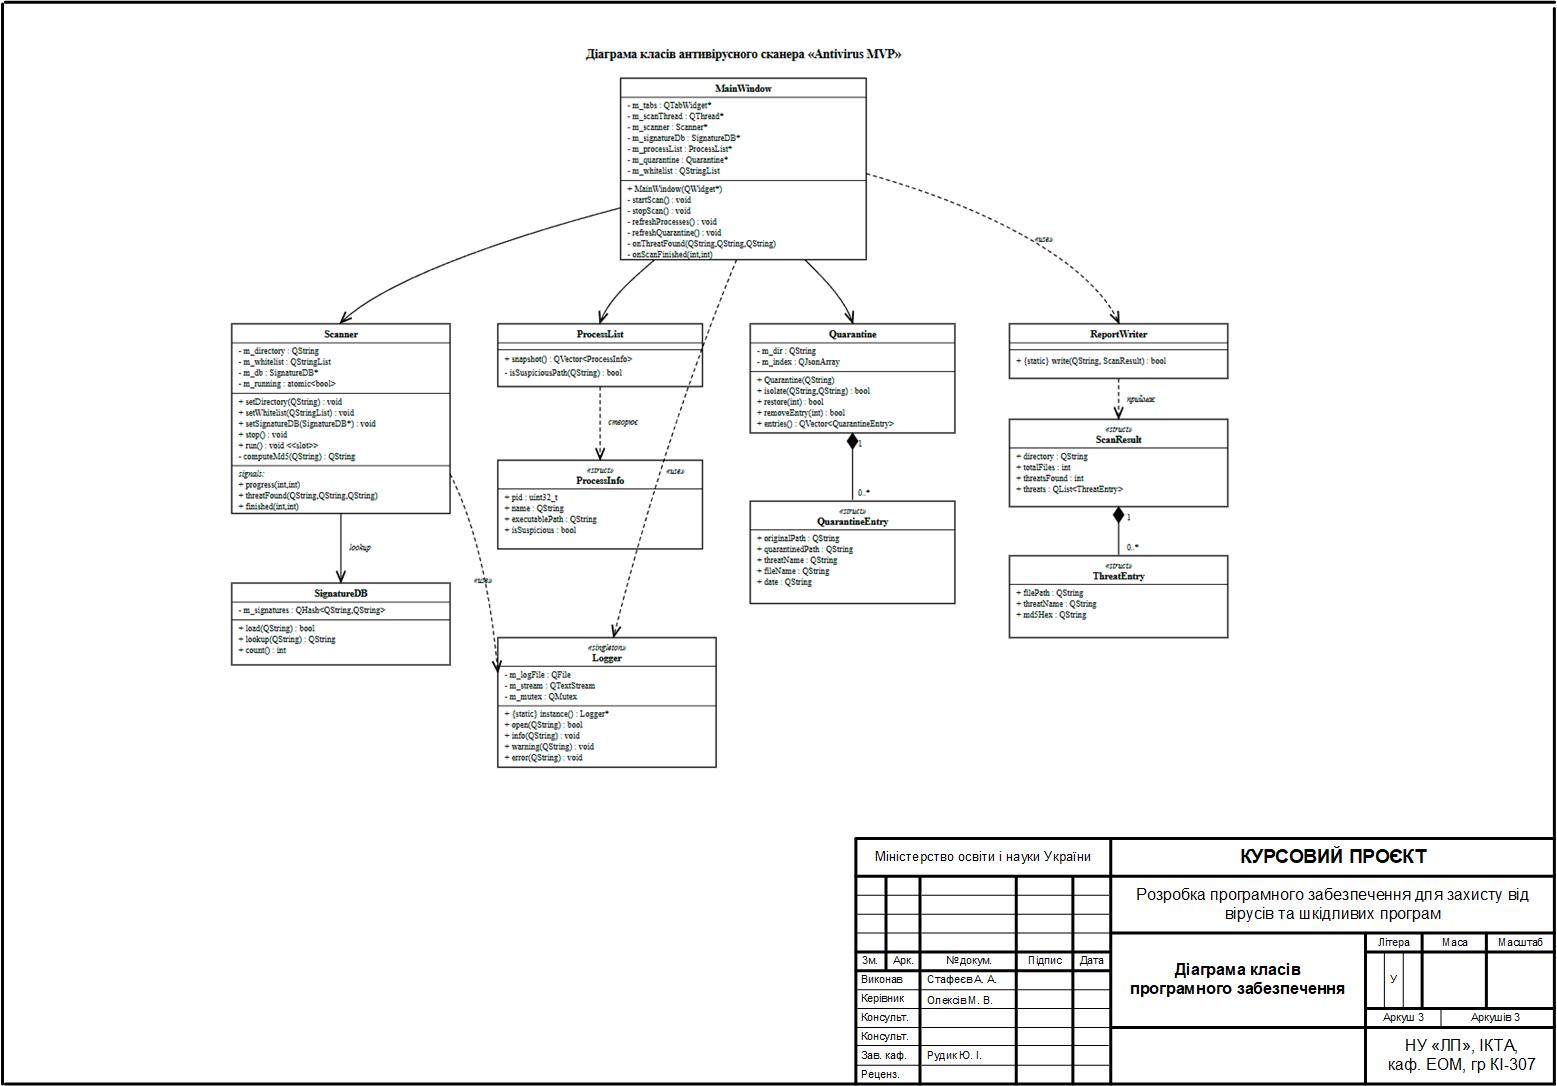 Діаграма класів антивірусного сканера «Antivirus MVP»
MainWindow
- m_tabs : QTabWidget*
- m_scanThread : QThread*
- m_scanner : Scanner*
- m_signatureDb : SignatureDB*
- m_processList : ProcessList*
- m_quarantine : Quarantine*
- m_whitelist : QStringList
+ MainWindow(QWidget*)
- startScan() : void
- stopScan() : void
- refreshProcesses() : void
- refreshQuarantine() : void
- onThreatFound(QString,QString,QString)
- onScanFinished(int,int)
«use»
Scanner
- m_directory : QString
- m_whitelist : QStringList
- m_db : SignatureDB*
- m_running : atomic<bool>
+ setDirectory(QString) : void
+ setWhitelist(QStringList) : void
+ setSignatureDB(SignatureDB*) : void
+ stop() : void
+ run() : void <<slot>>
- computeMd5(QString) : QString
signals:
+ progress(int,int)
+ threatFound(QString,QString,QString)
+ finished(int,int)
lookup
SignatureDB
- m_signatures : QHash<QString,QString>
+ load(QString) : bool
+ lookup(QString) : QString
+ count() : int
ProcessList
+ snapshot() : QVector<ProcessInfo>
- isSuspiciousPath(QString) : bool
створює
«struct»
ProcessInfo
+ pid : uint32_t
+ name : QString
+ executablePath : QString
+ isSuspicious : bool
«use»
«use»
«singleton»
Logger
- m_logFile : QFile
- m_stream : QTextStream
- m_mutex : QMutex
+ {static} instance() : Logger*
+ open(QString) : bool
+ info(QString) : void
+ warning(QString) : void
+ error(QString) : void
Quarantine
- m_dir : QString
- m_index : QJsonArray
+ Quarantine(QString)
+ isolate(QString,QString) : bool
+ restore(int) : bool
+ removeEntry(int) : bool
+ entries() : QVector<QuarantineEntry>
1
0..*
«struct»
QuarantineEntry
+ originalPath : QString
+ quarantinedPath : QString
+ threatName : QString
+ fileName : QString
+ date : QString
ReportWriter
+ {static} write(QString, ScanResult) : bool
приймає
«struct»
ScanResult
+ directory : QString
+ totalFiles : int
+ threatsFound : int
+ threats : QList<ThreatEntry>
1
0..*
«struct»
ThreatEntry
+ filePath : QString
+ threatName : QString
+ md5Hex : QString
Міністерство освіти і науки України
КУРСОВИЙ ПРОЄКТ
Розробка програмного забезпечення для захисту від
вірусів та шкідливих програм
Зм. Арк. №докум. Підпис Дата
Виконав Стафеєв А. А.
Керівник Олексів М. В.
Консульт.
Консульт.
Зав. каф. Рудик Ю. І.
Реценз.
Діаграма класів
програмного забезпечення
Літера Маса Масштаб
У
Аркуш 3 Аркушів 3
НУ «ЛП», ІКТА,
каф. ЕОМ, гр КІ-307